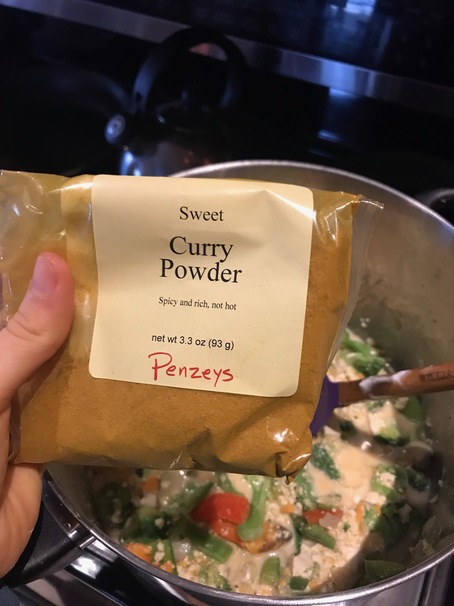 Sweet
Curry
Powder
Spicy and rich, not hot
net wt 3.3 oz (93 g)
Penzeys